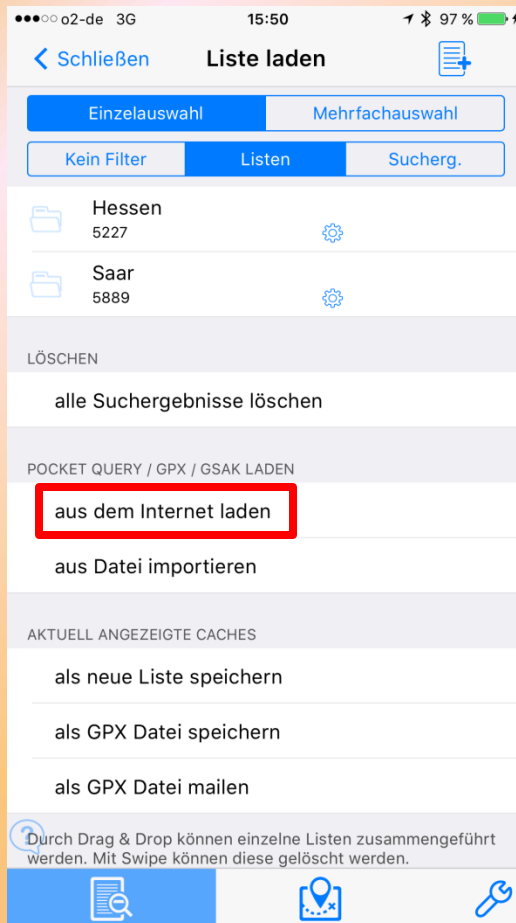 o2-de 3G 15:50 97 %
Schließen Liste laden
Einzelauswahl Mehrfachauswahl
Kein Filter Listen Sucherg.
Hessen
5227
Saar
5889
LÖSCHEN
alle Suchergebnisse löschen
POCKET QUERY / GPX / GSAK LADEN
aus dem Internet laden
aus Datei importieren
AKTUELL ANGEZEIGTE CACHES
als neue Liste speichern
als GPX Datei speichern
als GPX Datei mailen
?
Durch Drag & Drop können einzelne Listen zusammengeführt
werden. Mit Swipe können diese gelöscht werden.